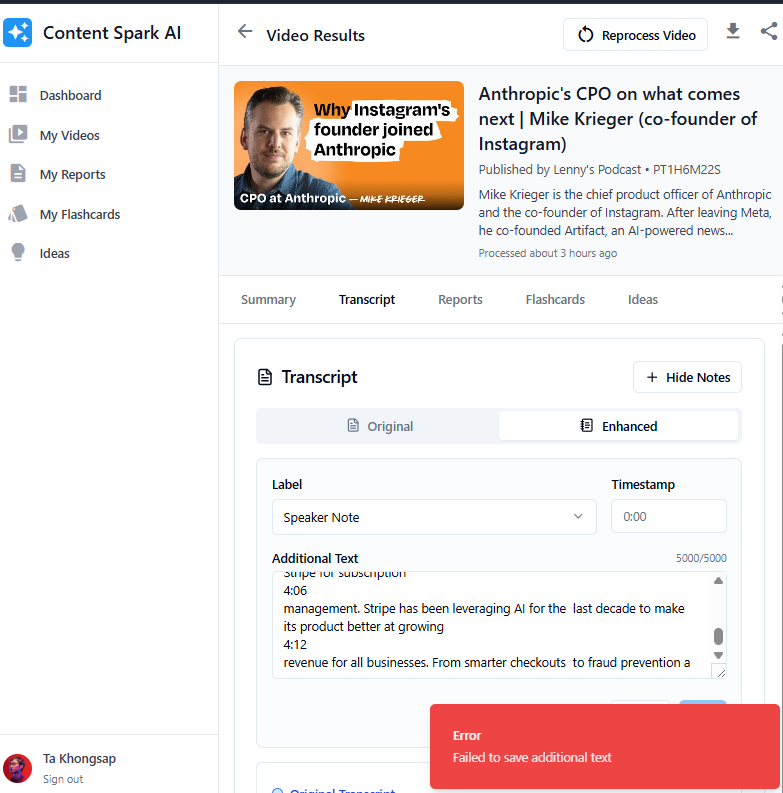 Content Spark AI
Video Results
Reprocess Video
Dashboard
My Videos
My Reports
My Flashcards
Ideas
Why Instagram's
founder joined
Anthropic
CPO at Anthropic — MIKE KRIEGER
Anthropic's CPO on what comes
next | Mike Krieger (co-founder of
Instagram)
Published by Lenny's Podcast • PT1H6M22S
Mike Krieger is the chief product officer of Anthropic
and the co-founder of Instagram. After leaving Meta,
he co-founded Artifact, an AI-powered news...
Processed about 3 hours ago
Summary
Transcript
Reports
Flashcards
Ideas
Transcript
+ Hide Notes
Original
Enhanced
Label
Timestamp
Speaker Note
0:00
Additional Text
5000/5000
Stripe for subscription
4:06
management. Stripe has been leveraging AI for the last decade to make
its product better at growing
4:12
revenue for all businesses. From smarter checkouts to fraud prevention a
Error
Failed to save additional text
Original Transcript
Ta Khongsap
Sign out